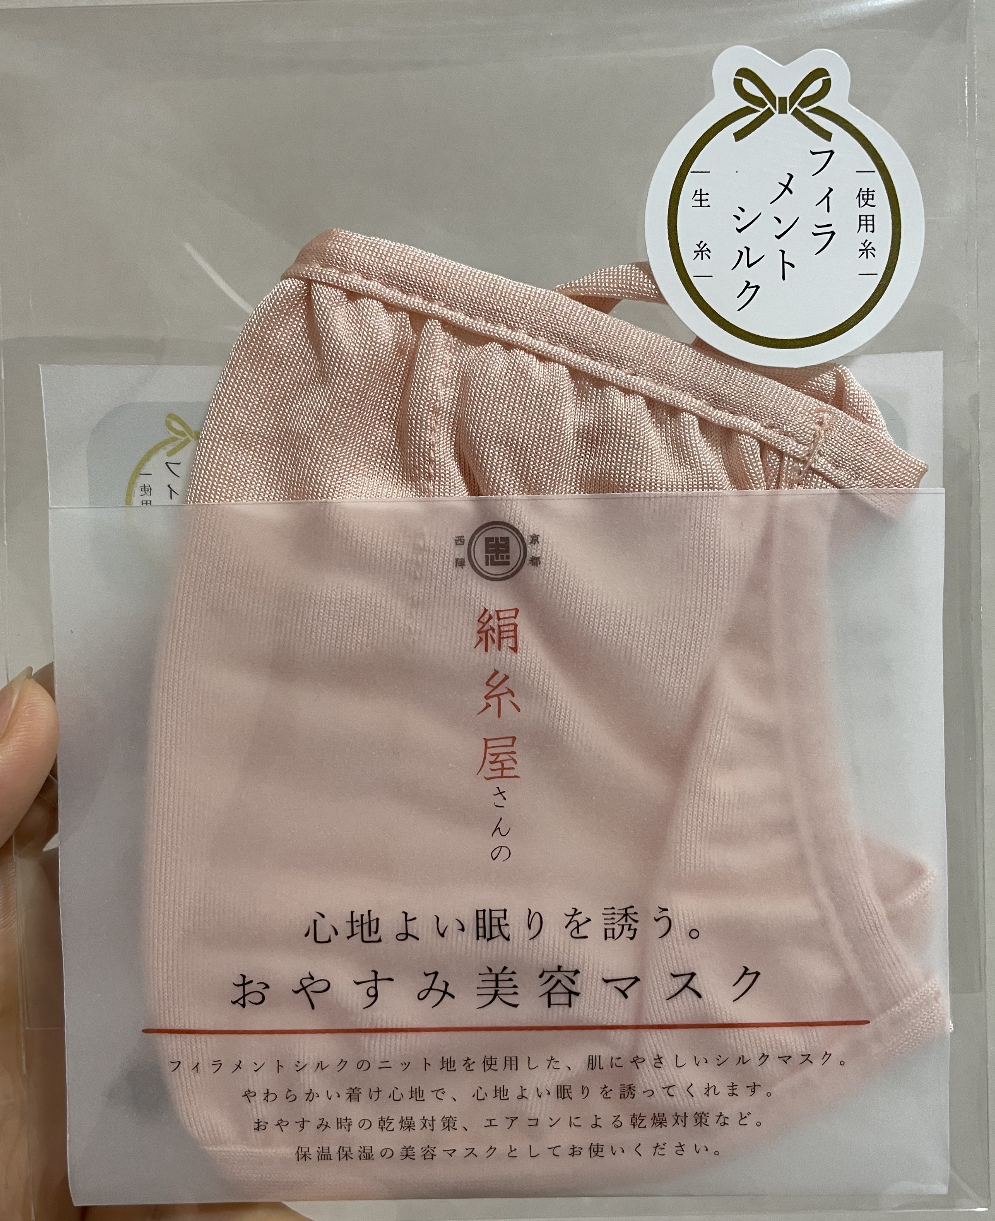 使用糸
フィラ
メント
シルク
生糸
フィ
使用
京都
西陣
絹糸屋さんの
心地よい眠りを誘う。
おやすみ美容マスク
フィラメントシルクのニット地を使用した、肌にやさしいシルクマスク。
やわらかい着け心地で、心地よい眠りを誘ってくれます。
おやすみ時の乾燥対策、エアコンによる乾燥対策など。
保温保湿の美容マスクとしてお使いください。